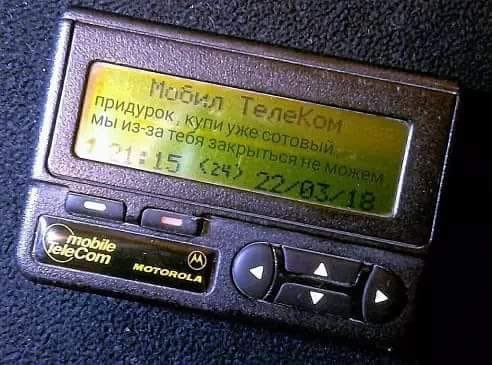 Мобил ТелеКом
придурок, купи уже сотовый.
мы из-за тебя закрыться не можем
1 21:15 (24) 22/03/18
mobile
TeleCom
MOTOROLA